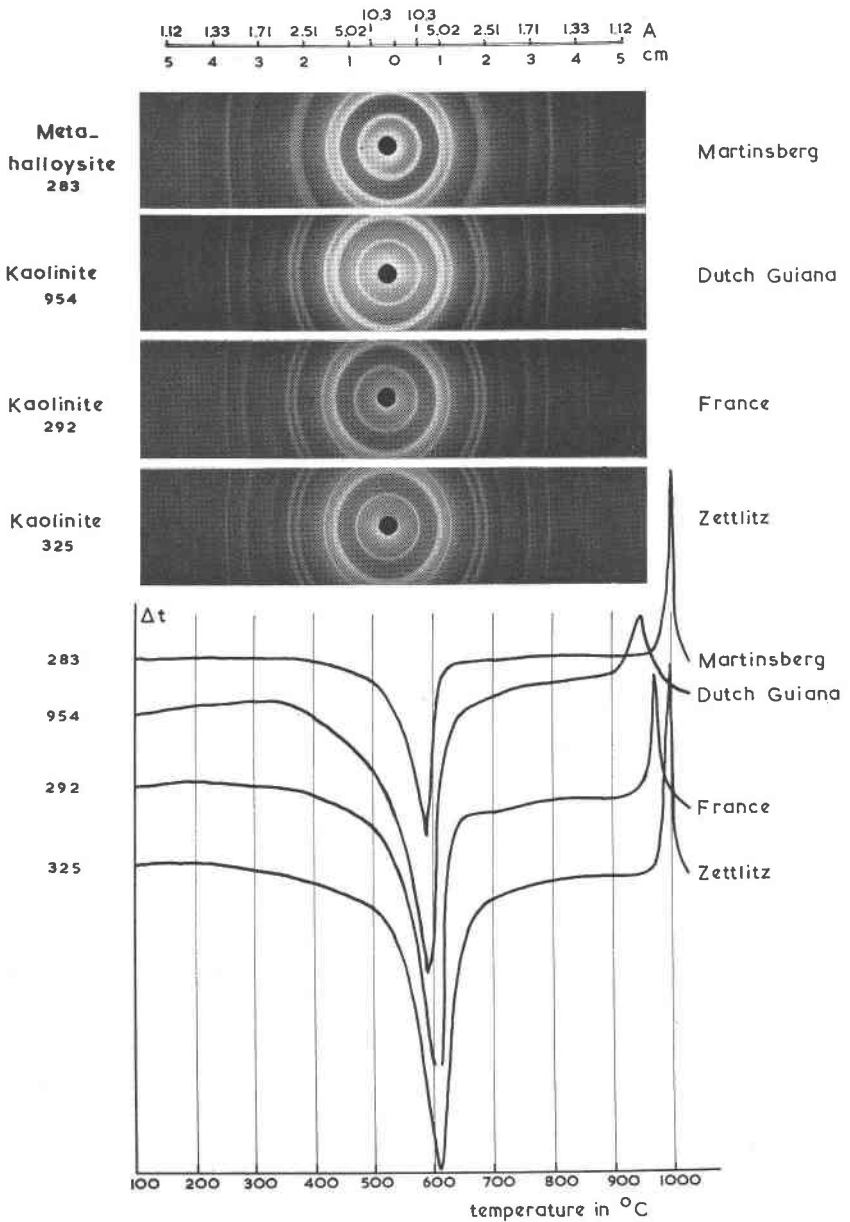 10.3 10.3
1.12 1.33 1.71 2.51 5.02 5.02 2.51 1.71 1.33 1.12 A
5 4 3 2 1 0 1 2 3 4 5 cm
Meta-
halloysite
283
Martinsberg
Kaolinite
954
Dutch Guiana
Kaolinite
292
France
Kaolinite
325
Zettlitz
Δt
283
Martinsberg
954
Dutch Guiana
292
France
325
Zettlitz
100 200 300 400 500 600 700 800 900 1000
temperature in °C